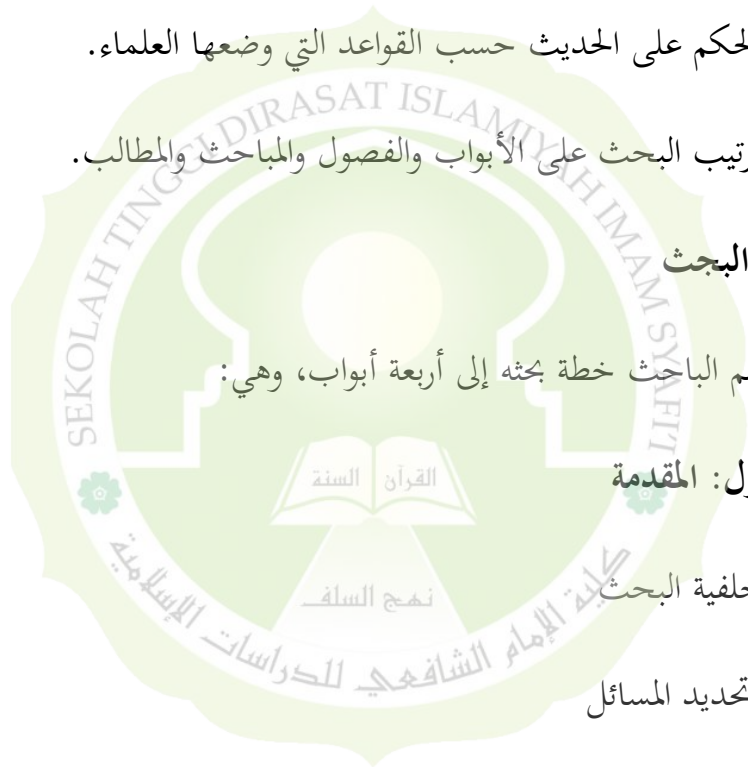 لحكم على الحديث حسب القواعد التي وضعها العلماء.
رتيب البحث على الأبواب والفصول والمباحث والمطالب.
البحث
م الباحث خطة بحثه إلى أربعة أبواب، وهي:
ول: المقدمة
خلفية البحث
تحديد المسائل
SEKOLAH TINGGI DIRASAT ISLAMIYAH IMAM SYAFI'I
القرآن السنة
نهج السلف
كلية الإمام الشافعي للدراسات الإسلامية